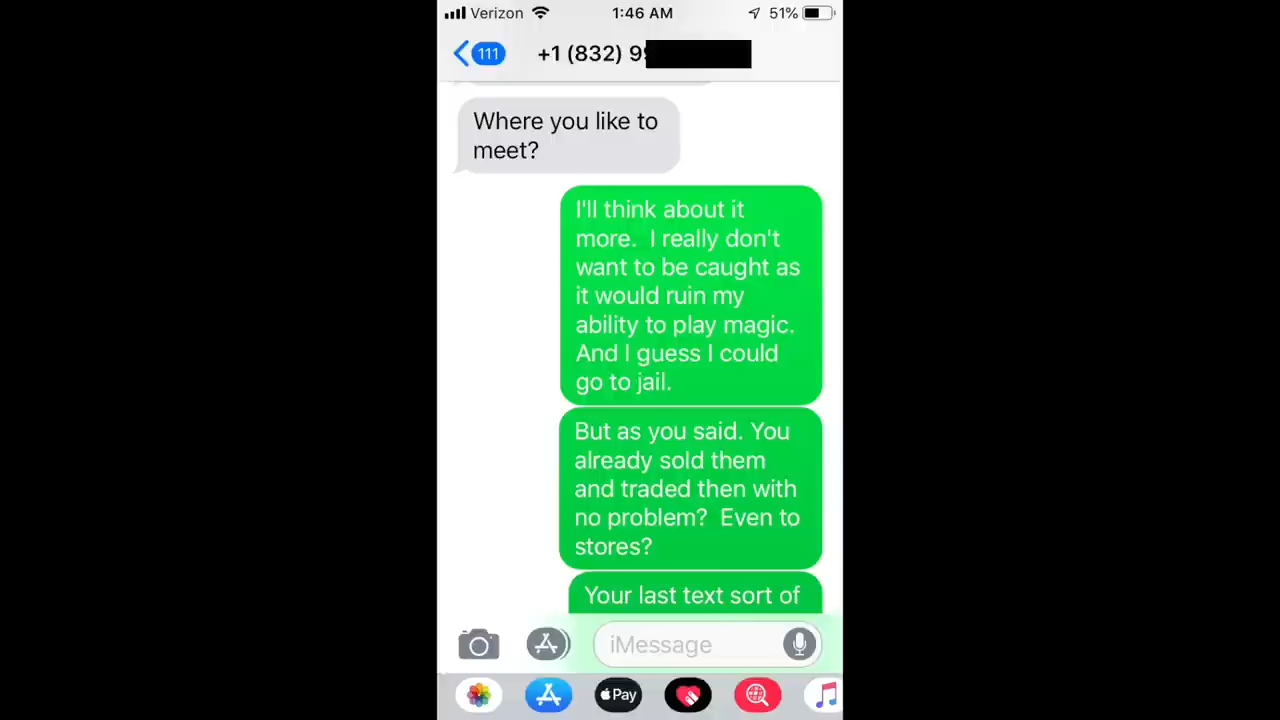 Verizon 1:46 AM 51%
111 +1 (832) 9
Where you like to
meet?
I'll think about it
more.  I really don't
want to be caught as
it would ruin my
ability to play magic.
And I guess I could
go to jail.
But as you said. You
already sold them
and traded then with
no problem?  Even to
stores?
Your last text sort of
iMessage
Pay